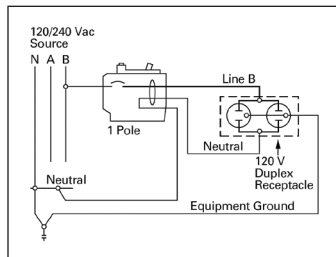 120/240 Vac
Source
N A B
Line B
1 Pole
Neutral
120 V
Duplex
Receptacle
Neutral
Equipment Ground